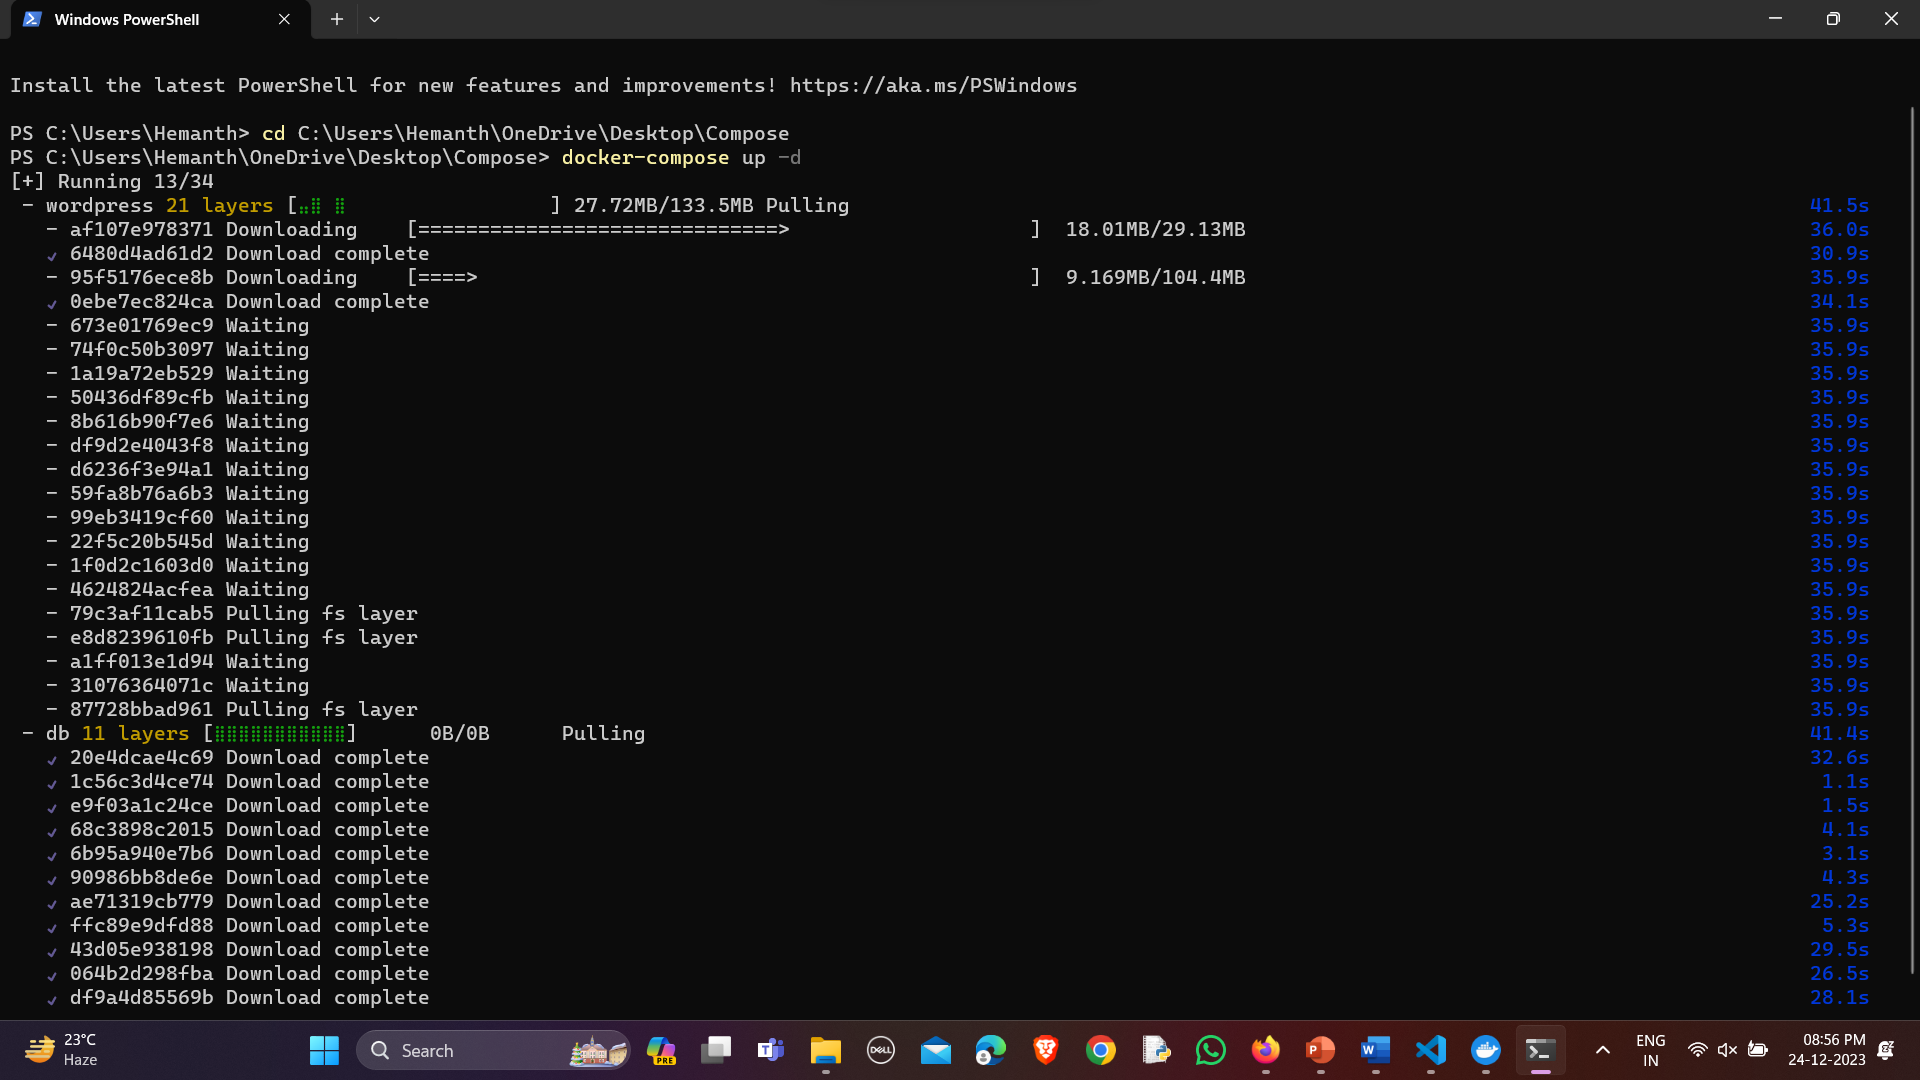 Windows PowerShell
Install the latest PowerShell for new features and improvements! https://aka.ms/PSWindows
PS C:\Users\Hemanth> cd C:\Users\Hemanth\OneDrive\Desktop\Compose
PS C:\Users\Hemanth\OneDrive\Desktop\Compose> docker-compose up -d
[+] Running 13/34
- wordpress 21 layers [⣤⣿ ⣿                 ] 27.72MB/133.5MB Pulling 41.5s
- af107e978371 Downloading [==============================>                    ] 18.01MB/29.13MB 36.0s
✓ 6480d4ad61d2 Download complete 30.9s
- 95f5176ece8b Downloading [====>                                              ] 9.169MB/104.4MB 35.9s
✓ 0ebe7ec824ca Download complete 34.1s
- 673e01769ec9 Waiting 35.9s
- 74f0c50b3097 Waiting 35.9s
- 1a19a72eb529 Waiting 35.9s
- 50436df89cfb Waiting 35.9s
- 8b616b90f7e6 Waiting 35.9s
- df9d2e4043f8 Waiting 35.9s
- d6236f3e94a1 Waiting 35.9s
- 59fa8b76a6b3 Waiting 35.9s
- 99eb3419cf60 Waiting 35.9s
- 22f5c20b545d Waiting 35.9s
- 1f0d2c1603d0 Waiting 35.9s
- 4624824acfea Waiting 35.9s
- 79c3af11cab5 Pulling fs layer 35.9s
- e8d8239610fb Pulling fs layer 35.9s
- a1ff013e1d94 Waiting 35.9s
- 31076364071c Waiting 35.9s
- 87728bbad961 Pulling fs layer 35.9s
- db 11 layers [⣿⣿⣿⣿⣿⣿⣿⣿⣿⣿⣿] 0B/0B Pulling 41.4s
✓ 20e4dcae4c69 Download complete 32.6s
✓ 1c56c3d4ce74 Download complete 1.1s
✓ e9f03a1c24ce Download complete 1.5s
✓ 68c3898c2015 Download complete 4.1s
✓ 6b95a940e7b6 Download complete 3.1s
✓ 90986bb8de6e Download complete 4.3s
✓ ae71319cb779 Download complete 25.2s
✓ ffc89e9dfd88 Download complete 5.3s
✓ 43d05e938198 Download complete 29.5s
✓ 064b2d298fba Download complete 26.5s
✓ df9a4d85569b Download complete 28.1s
23°C
Haze
Search
PRE
DELL
ENG
IN
08:56 PM
24-12-2023